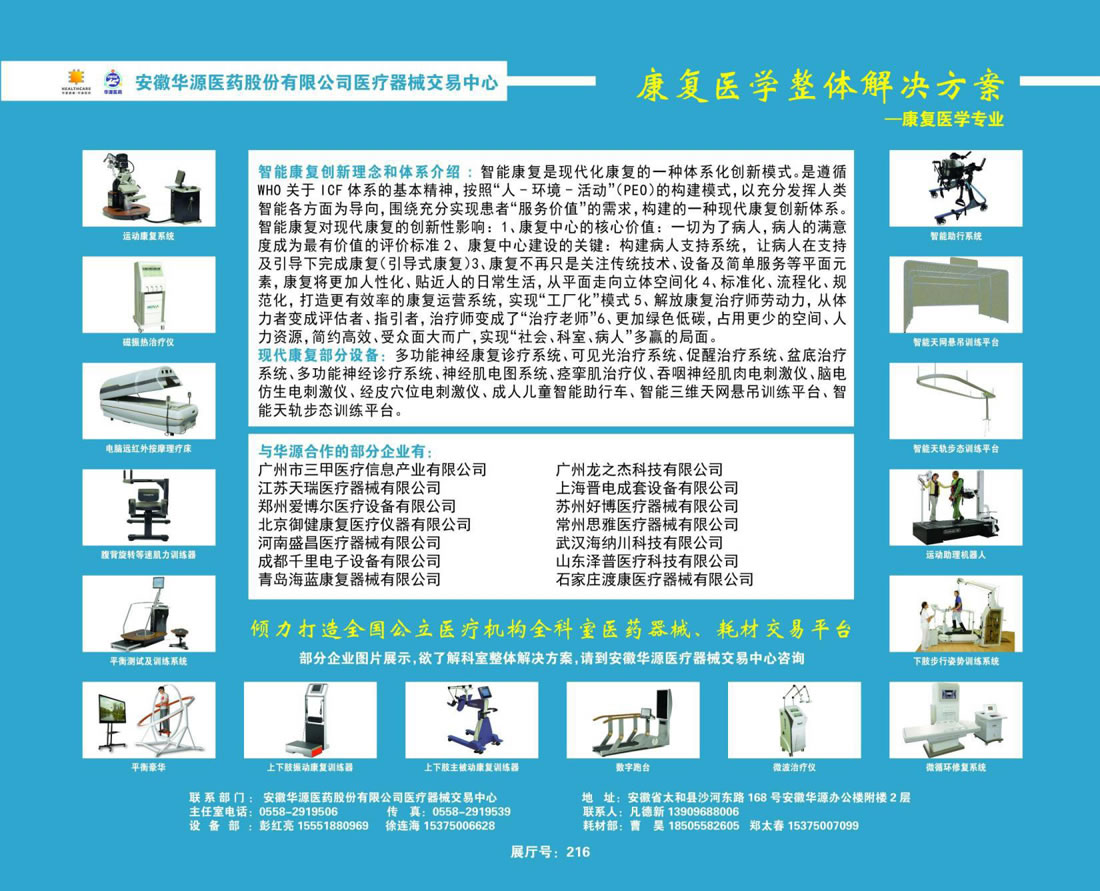 HEALTHCARE
华源医药
安徽华源医药股份有限公司医疗器械交易中心
康复医学整体解决方案
—康复医学专业
智能康复创新理念和体系介绍：智能康复是现代化康复的一种体系化创新模式。是遵循
WHO关于ICF体系的基本精神，按照“人－环境－活动”(PEO)的构建模式，以充分发挥人类
智能各方面为导向，围绕充分实现患者“服务价值”的需求，构建的一种现代康复创新体系。
智能康复对现代康复的创新性影响：1、康复中心的核心价值：一切为了病人，病人的满意
度成为最有价值的评价标准2、康复中心建设的关键：构建病人支持系统，让病人在支持
及引导下完成康复(引导式康复)3、康复不再只是关注传统技术、设备及简单服务等平面元
素，康复将更加人性化、贴近人的日常生活，从平面走向立体空间化4、标准化、流程化、规
范化，打造更有效率的康复运营系统，实现“工厂化”模式5、解放康复治疗师劳动力，从体
力者变成评估者、指引者，治疗师变成了“治疗老师”6、更加绿色低碳，占用更少的空间、人
力资源，简约高效、受众面大而广，实现“社会、科室、病人”多赢的局面。
现代康复部分设备：多功能神经康复诊疗系统、可见光治疗系统、促醒治疗系统、盆底治疗
系统、多功能神经诊疗系统、神经肌电图系统、痉挛肌治疗仪、吞咽神经肌肉电刺激仪、脑电
仿生电刺激仪、经皮穴位电刺激仪、成人儿童智能助行车、智能三维天网悬吊训练平台、智
能天轨步态训练平台。
与华源合作的部分企业有：
广州市三甲医疗信息产业有限公司 广州龙之杰科技有限公司
江苏天瑞医疗器械有限公司 上海晋电成套设备有限公司
郑州爱博尔医疗设备有限公司 苏州好博医疗器械有限公司
北京御健康复医疗仪器有限公司 常州思雅医疗器械有限公司
河南盛昌医疗器械有限公司 武汉海纳川科技有限公司
成都千里电子设备有限公司 山东泽普医疗科技有限公司
青岛海蓝康复器械有限公司 石家庄渡康医疗器械有限公司
倾力打造全国公立医疗机构全科室医药器械、耗材交易平台
部分企业图片展示，欲了解科室整体解决方案，请到安徽华源医疗器械交易中心咨询
运动康复系统
磁振热治疗仪
电脑远红外按摩理疗床
腹背旋转等速肌力训练器
平衡测试及训练系统
智能助行系统
智能天网悬吊训练平台
智能天轨步态训练平台
运动助理机器人
下肢步行姿势训练系统
平衡豪华
上下肢振动康复训练器
上下肢主被动康复训练器
数字跑台
微波治疗仪
微循环修复系统
联系部门：安徽华源医药股份有限公司医疗器械交易中心
主任室电话：0558-2919506 传 真：0558-2919539
设 备 部：彭红亮 15551880969 徐连海 15375006628
地 址：安徽省太和县沙河东路168号安徽华源办公楼附楼2层
联系人：凡德新 13909688006
耗材部：曹 昊 18505582605 郑太春 15375007099
展厅号：216